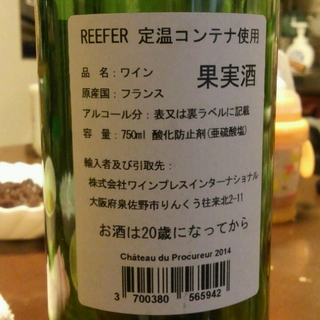 REEFER 定温コンテナ使用
品 名：ワイン 果実酒
原産国：フランス
アルコール分：表又は裏ラベルに記載
容 量：750ml 酸化防止剤(亜硫酸塩)
輸入者及び引取先：
株式会社ワインプレスインターナショナル
大阪府泉佐野市りんくう往来北2-11
お酒は20歳になってから
Château du Procureur 2014
3 700380 565942